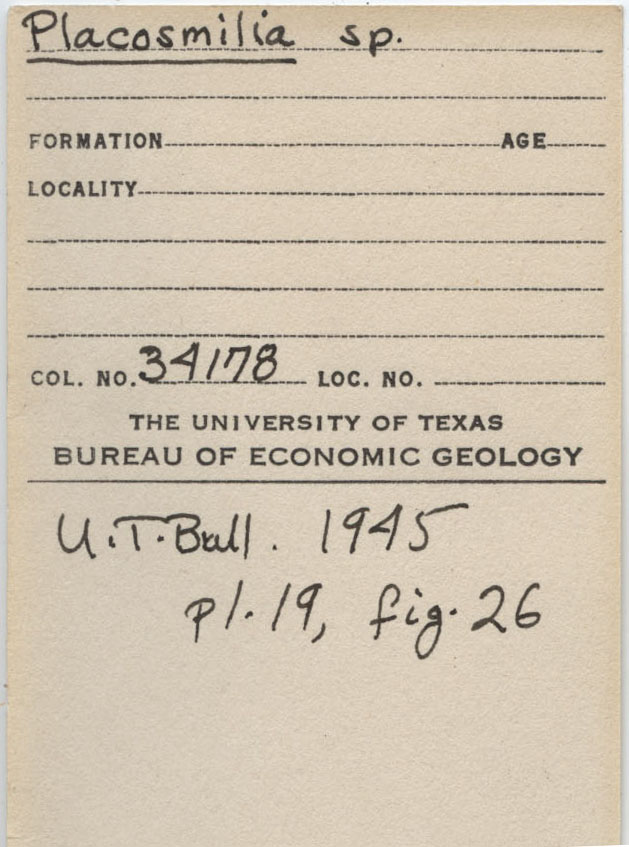 Placosmilia sp.
FORMATION AGE
LOCALITY
COL. NO. 34178 LOC. NO.
THE UNIVERSITY OF TEXAS
BUREAU OF ECONOMIC GEOLOGY
U.T. Bull. 1945
pl. 19, fig. 26